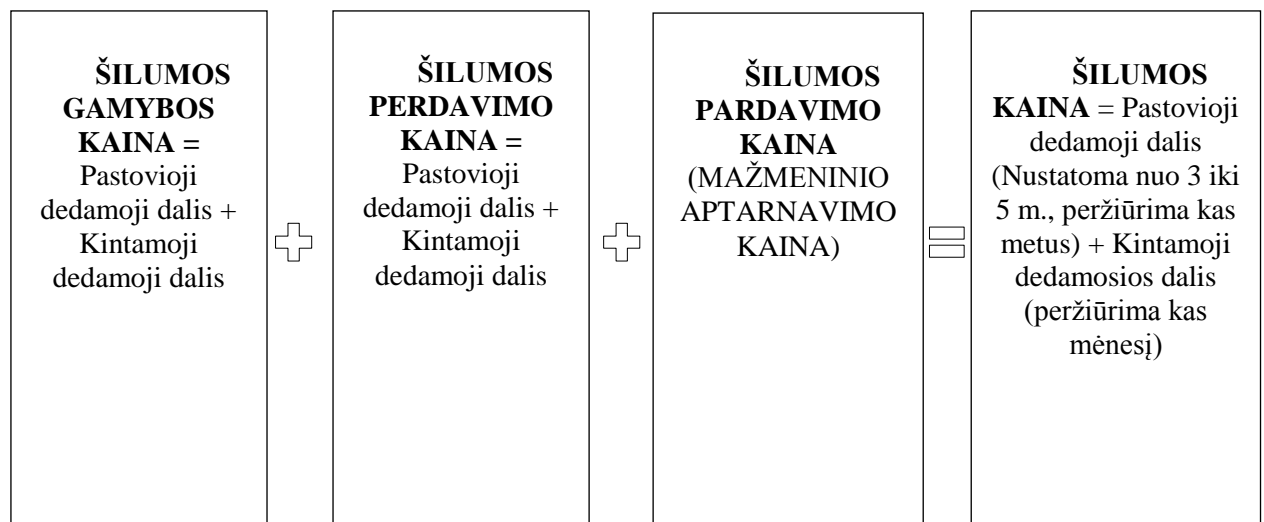 ŠILUMOS
GAMYBOS
KAINA =
Pastovioji
dedamoji dalis +
Kintamoji
dedamoji dalis
ŠILUMOS
PERDAVIMO
KAINA =
Pastovioji
dedamoji dalis +
Kintamoji
dedamoji dalis
ŠILUMOS
PARDAVIMO
KAINA
(MAŽMENINIO
APTARNAVIMO
KAINA)
ŠILUMOS
KAINA = Pastovioji
dedamoji dalis
(Nustatoma nuo 3 iki
5 m., peržiūrima kas
metus) + Kintamoji
dedamosios dalis
(peržiūrima kas
mėnesį)